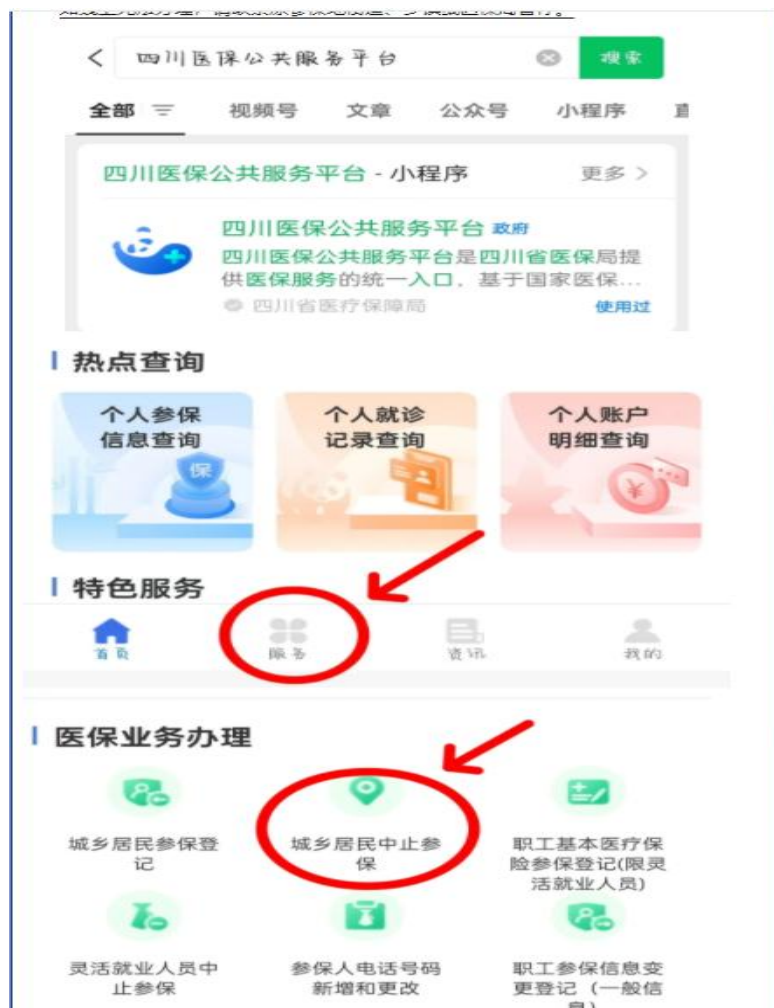 四川医保公共服务平台
搜索
全部 视频号 文章 公众号 小程序
四川医保公共服务平台 - 小程序 更多 >
四川医保公共服务平台 政府
四川医保公共服务平台是四川省医保局提
供医保服务的统一入口，基于国家医保...
四川省医疗保障局 使用过
热点查询
个人参保 个人就诊 个人账户
信息查询 记录查询 明细查询
保
¥
特色服务
首页 服务 资讯 我的
医保业务办理
城乡居民参保登 城乡居民中止参 职工基本医疗保
记 保 险参保登记(限灵
活就业人员)
灵活就业人员中 参保人电话号码 职工参保信息变
止参保 新增和更改 更登记（一般信
息）